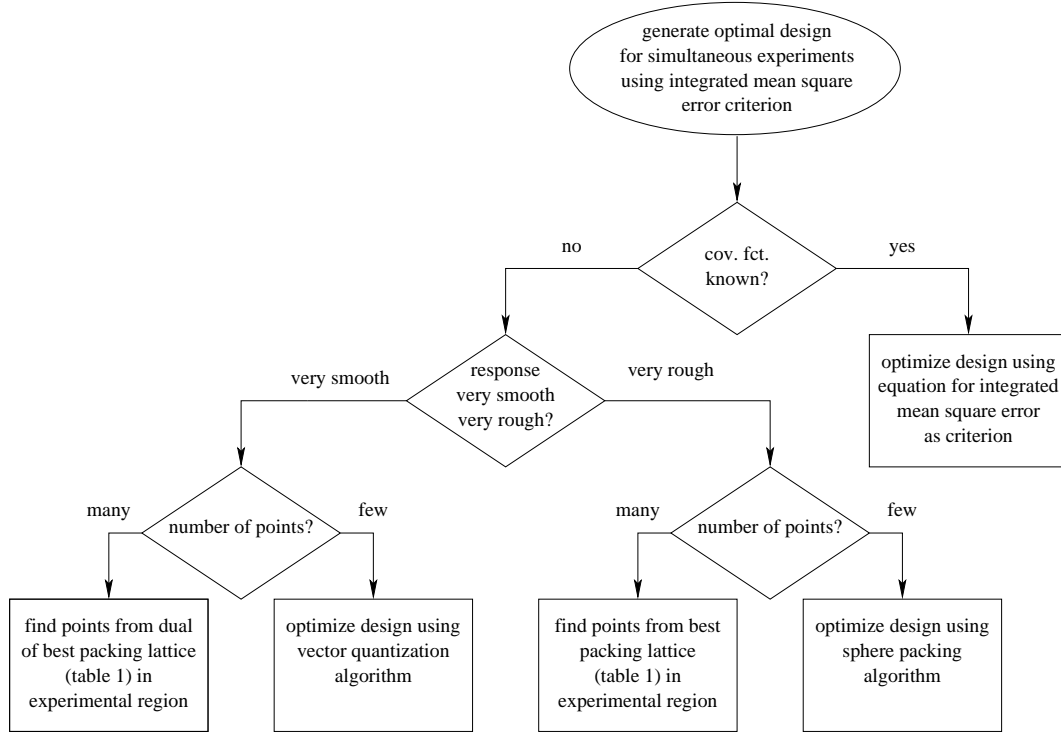 generate optimal design
for simultaneous experiments
using integrated mean square
error criterion
no
cov. fct.
known?
yes
very smooth
response
very smooth
very rough?
very rough
optimize design using
equation for integrated
mean square error
as criterion
many
number of points?
few
many
number of points?
few
find points from dual
of best packing lattice
(table 1) in
experimental region
optimize design using
vector quantization
algorithm
find points from best
packing lattice
(table 1) in
experimental region
optimize design using
sphere packing
algorithm